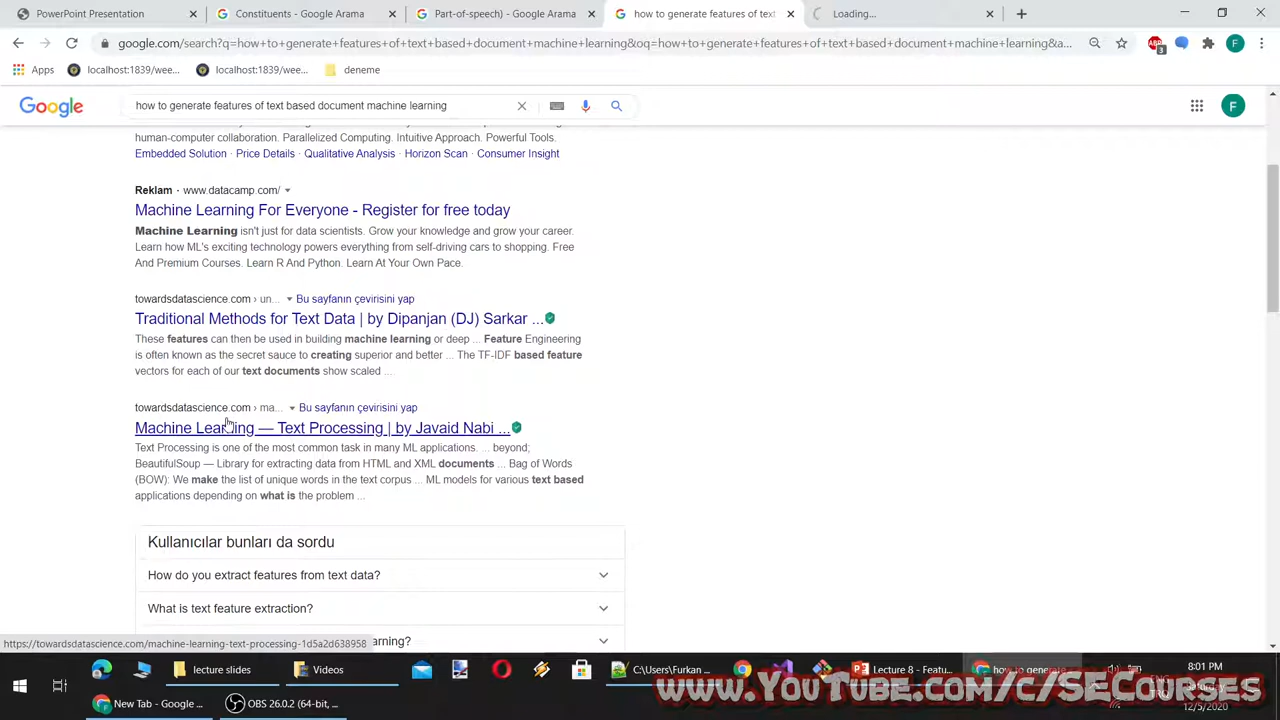 PowerPoint Presentation
Constituents - Google Arama
Part-of-speech) - Google Arama
how to generate features of text
Loading...
google.com/search?q=how+to+generate+features+of+text+based+document+machine+learning&oq=how+to+generate+features+of+text+based+document+machine+learning&a...
Apps
localhost:1839/wee...
localhost:1839/wee...
deneme
Google
how to generate features of text based document machine learning
F
human-computer collaboration. Parallelized Computing. Intuitive Approach. Powerful Tools.
Embedded Solution · Price Details · Qualitative Analysis · Horizon Scan · Consumer Insight
Reklam · www.datacamp.com/
Machine Learning For Everyone - Register for free today
Machine Learning isn't just for data scientists. Grow your knowledge and grow your career.
Learn how ML's exciting technology powers everything from self-driving cars to shopping. Free
And Premium Courses. Learn R And Python. Learn At Your Own Pace.
towardsdatascience.com › un... Bu sayfanın çevirisini yap
Traditional Methods for Text Data | by Dipanjan (DJ) Sarkar ...
These features can then be used in building machine learning or deep ... Feature Engineering
is often known as the secret sauce to creating superior and better ... The TF-IDF based feature
vectors for each of our text documents show scaled ...
towardsdatascience.com › ma... Bu sayfanın çevirisini yap
Machine Learning — Text Processing | by Javaid Nabi ...
Text Processing is one of the most common task in many ML applications. ... beyond;
BeautifulSoup — Library for extracting data from HTML and XML documents ... Bag of Words
(BOW): We make the list of unique words in the text corpus ... ML models for various text based
applications depending on what is the problem ...
Kullanıcılar bunları da sordu
How do you extract features from text data?
What is text feature extraction?
arning?
https://towardsdatascience.com/machine-learning-text-processing-1d5a2d638958
lecture slides
Videos
C:\Users\Furkan ...
Lecture 8 - Featu...
how to generate
8:01 PM
Saturday
12/5/2020
ENG
TRQ
New Tab - Google ...
OBS 26.0.2 (64-bit, ...
www.YouTube.com/c/SECourses